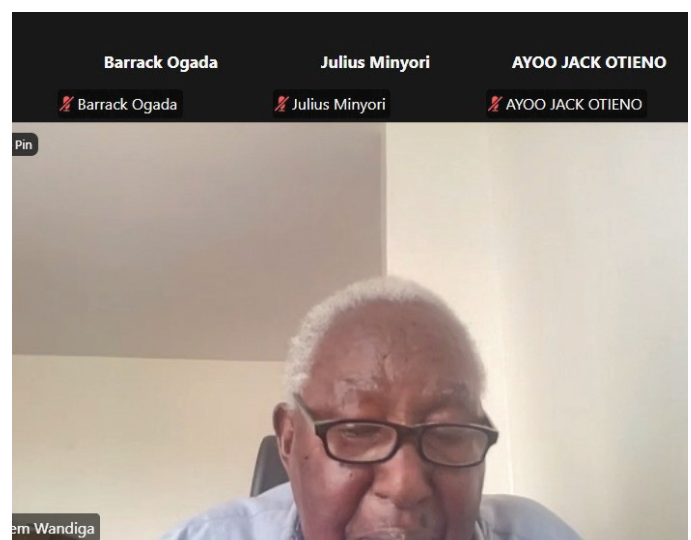 Barrack Ogada Julius Minyori AYOO JACK OTIENO
Barrack Ogada Julius Minyori AYOO JACK OTIENO
Pin
em Wandiga